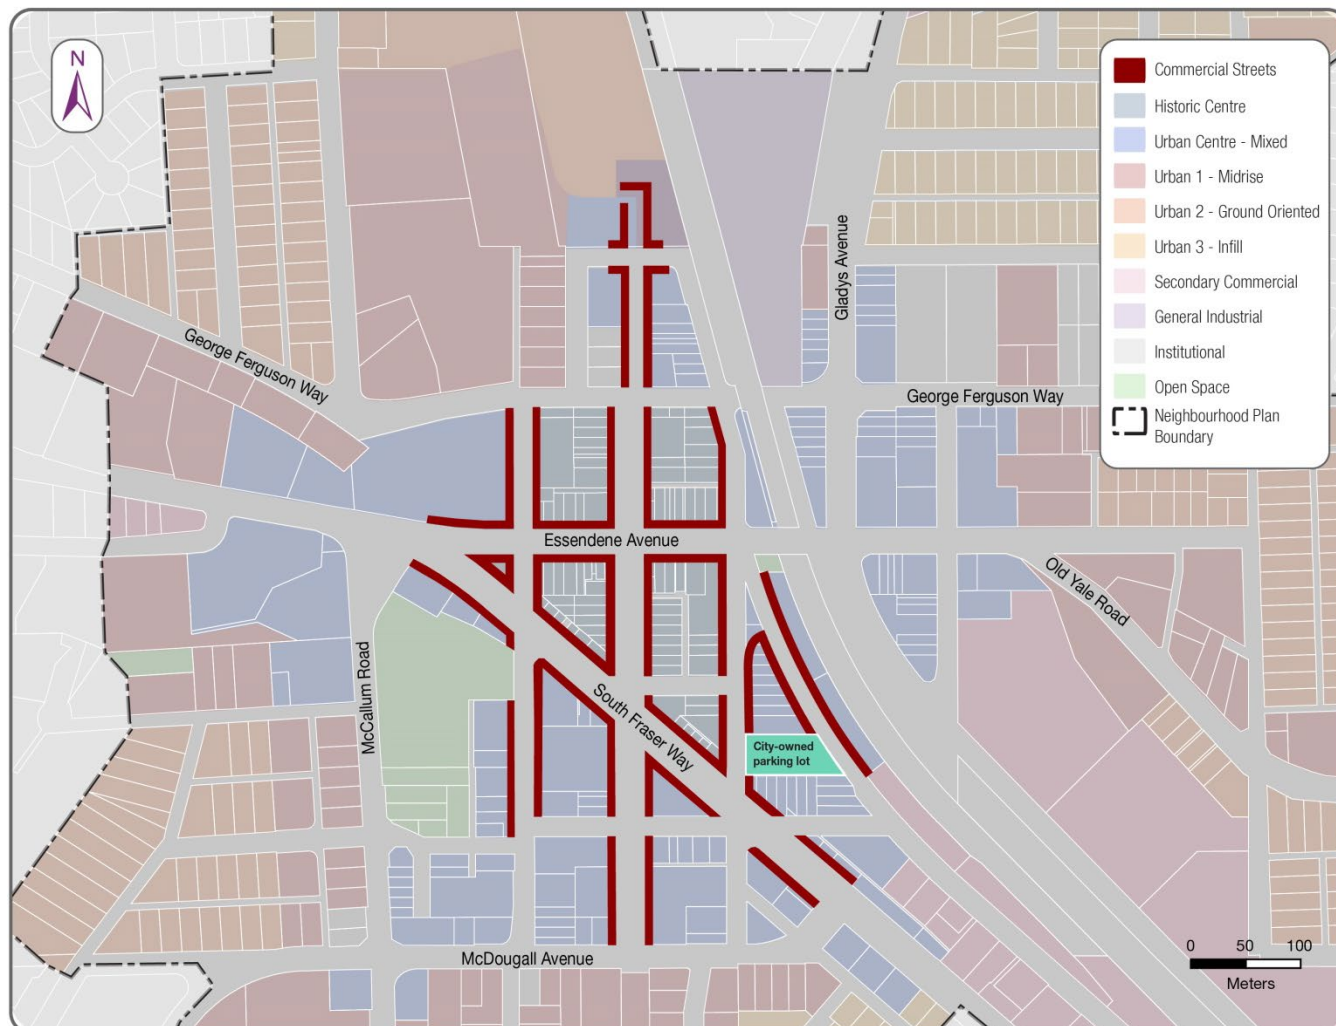 N
Commercial Streets
Historic Centre
Urban Centre - Mixed
Urban 1 - Midrise
Urban 2 - Ground Oriented
Urban 3 - Infill
Secondary Commercial
General Industrial
Institutional
Open Space
Neighbourhood Plan
Boundary
Gladys Avenue
George Ferguson Way
George Ferguson Way
Essendene Avenue
Old Yale Road
McCallum Road
South Fraser Way
City-owned
parking lot
McDougall Avenue
0 50 100
Meters